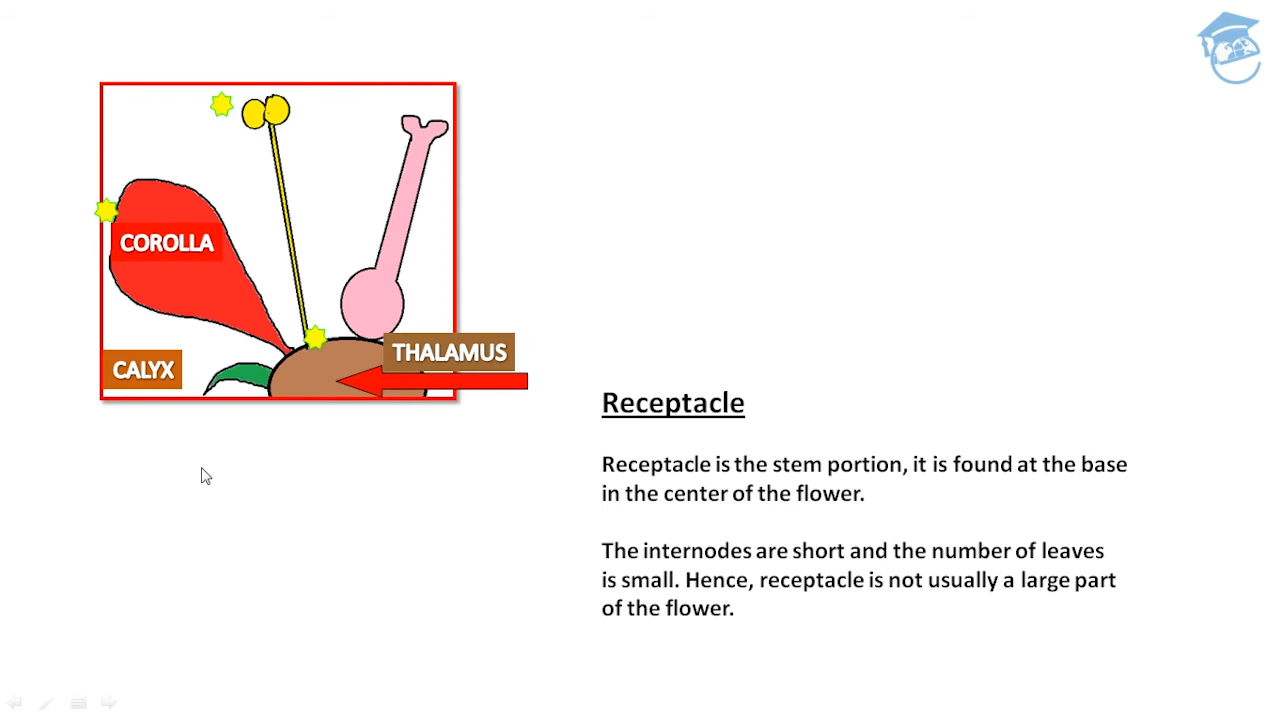 COROLLA
THALAMUS
CALYX
Receptacle
Receptacle is the stem portion, it is found at the base
in the center of the flower.
The internodes are short and the number of leaves
is small. Hence, receptacle is not usually a large part
of the flower.